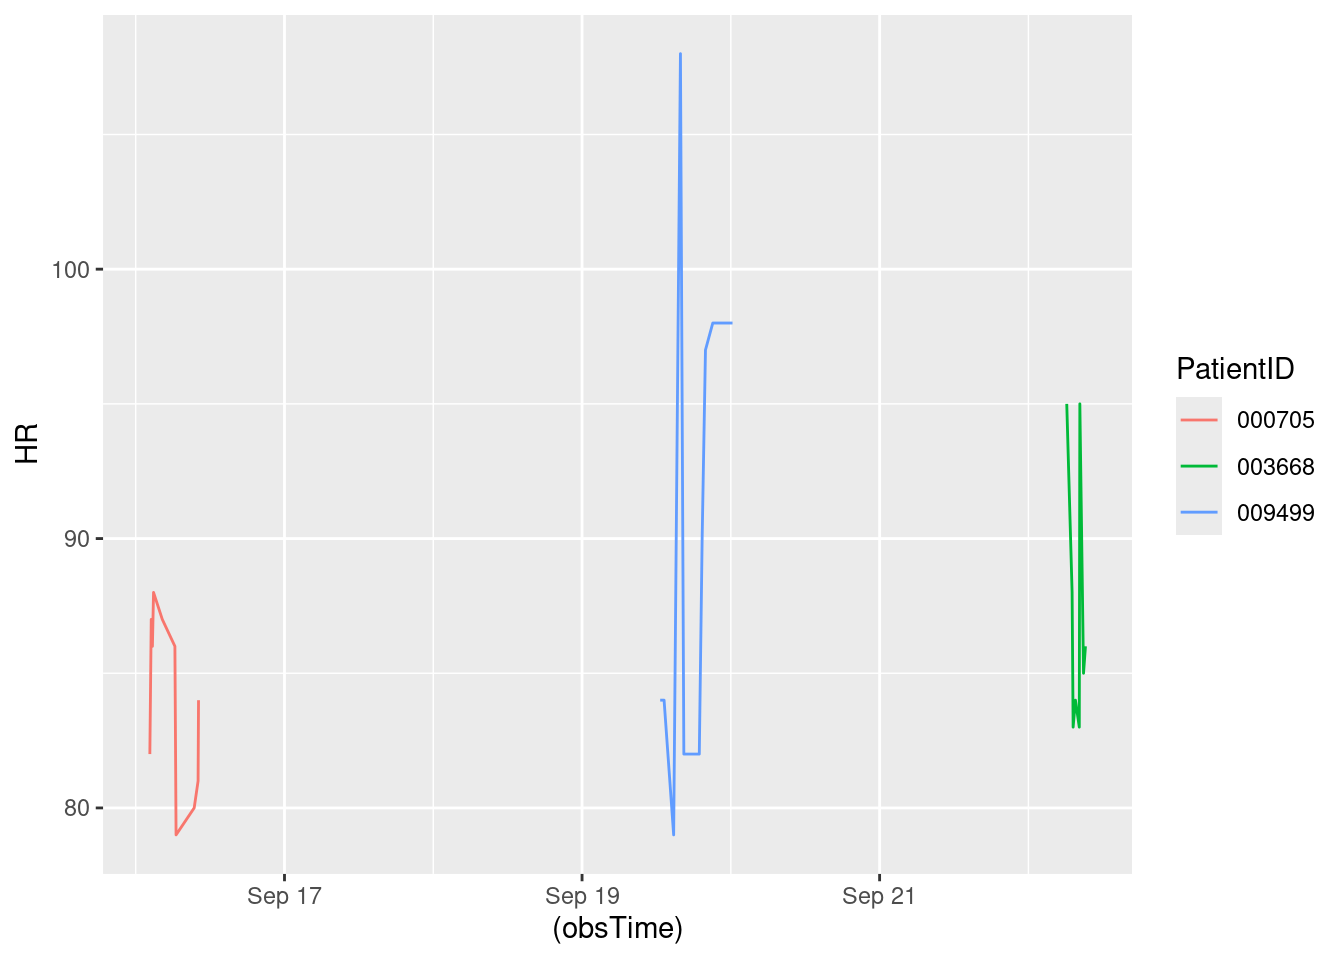 HR
100
90
80
Sep 17
Sep 19
Sep 21
(obsTime)
PatientID
000705
003668
009499